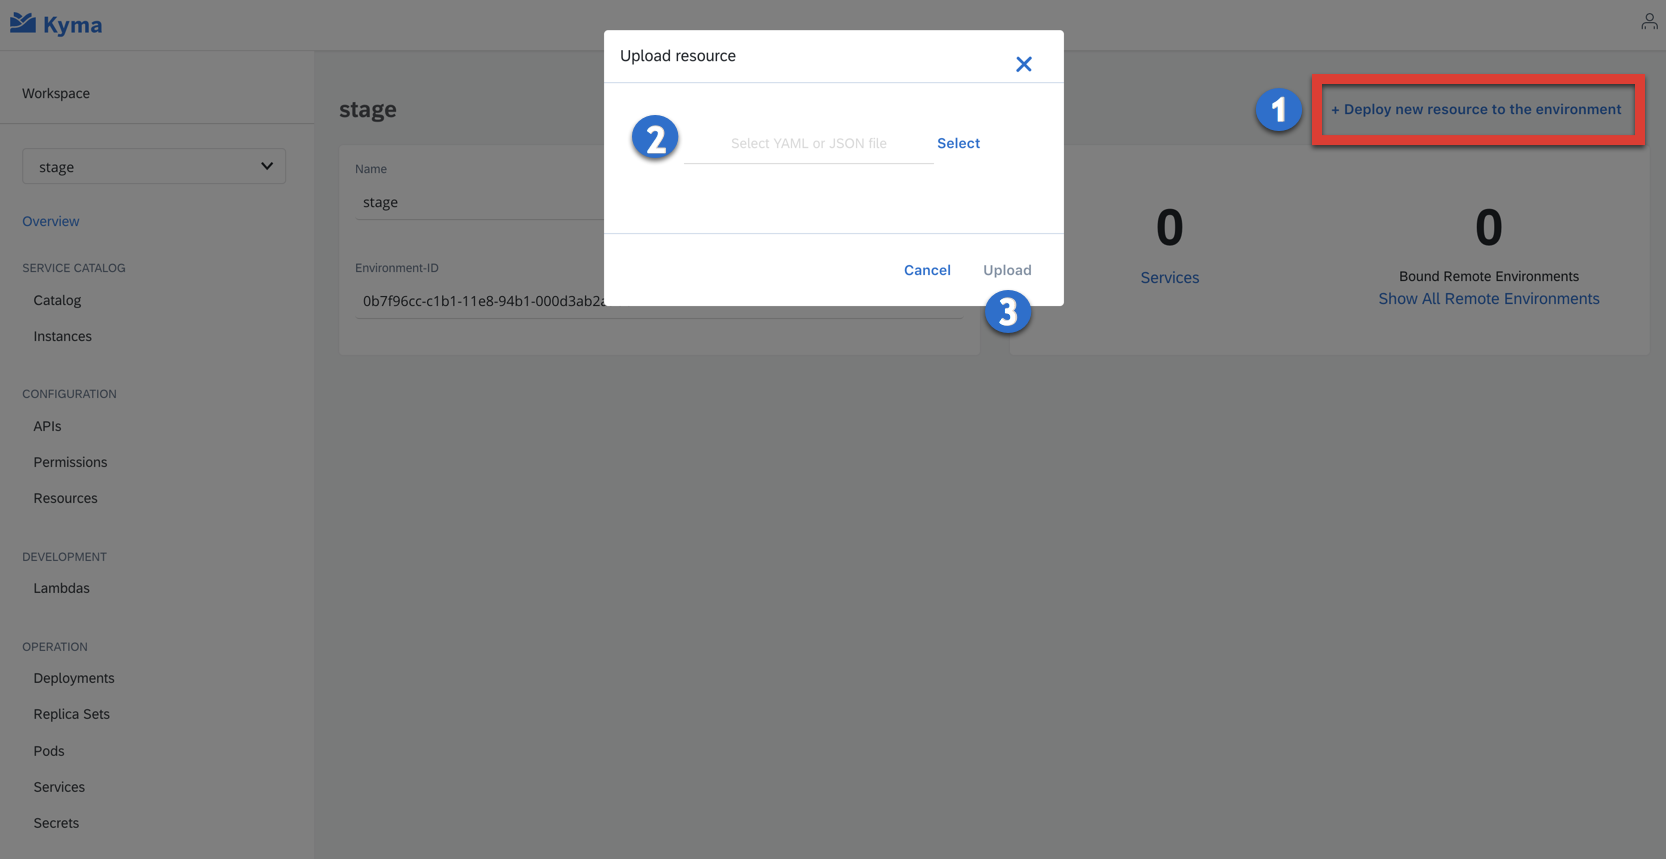 Kyma
Workspace
stage
Overview
SERVICE CATALOG
Catalog
Instances
CONFIGURATION
APIs
Permissions
Resources
DEVELOPMENT
Lambdas
OPERATION
Deployments
Replica Sets
Pods
Services
Secrets
stage
1
+ Deploy new resource to the environment
Name
stage
Environment-ID
0b7f96cc-c1b1-11e8-94b1-000d3ab2
0
Services
0
Bound Remote Environments
Show All Remote Environments
Upload resource
2
Select YAML or JSON file
Select
Cancel
Upload
3